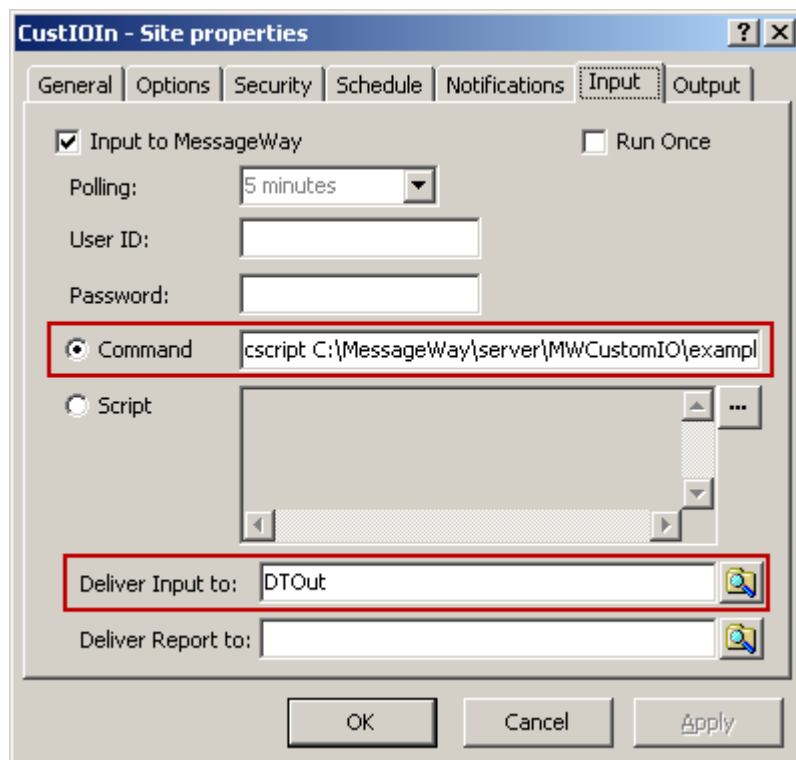 CustIOIn - Site properties
General Options Security Schedule Notifications Input Output
Input to MessageWay Run Once
Polling: 5 minutes
User ID:
Password:
Command cscript C:\MessageWay\server\MWCustomIO\exampl
Script ...
Deliver Input to: DTOut
Deliver Report to:
OK Cancel Apply